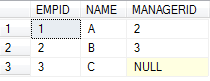 EMPID NAME MANAGERID
1 1 A 2
2 2 B 3
3 3 C NULL